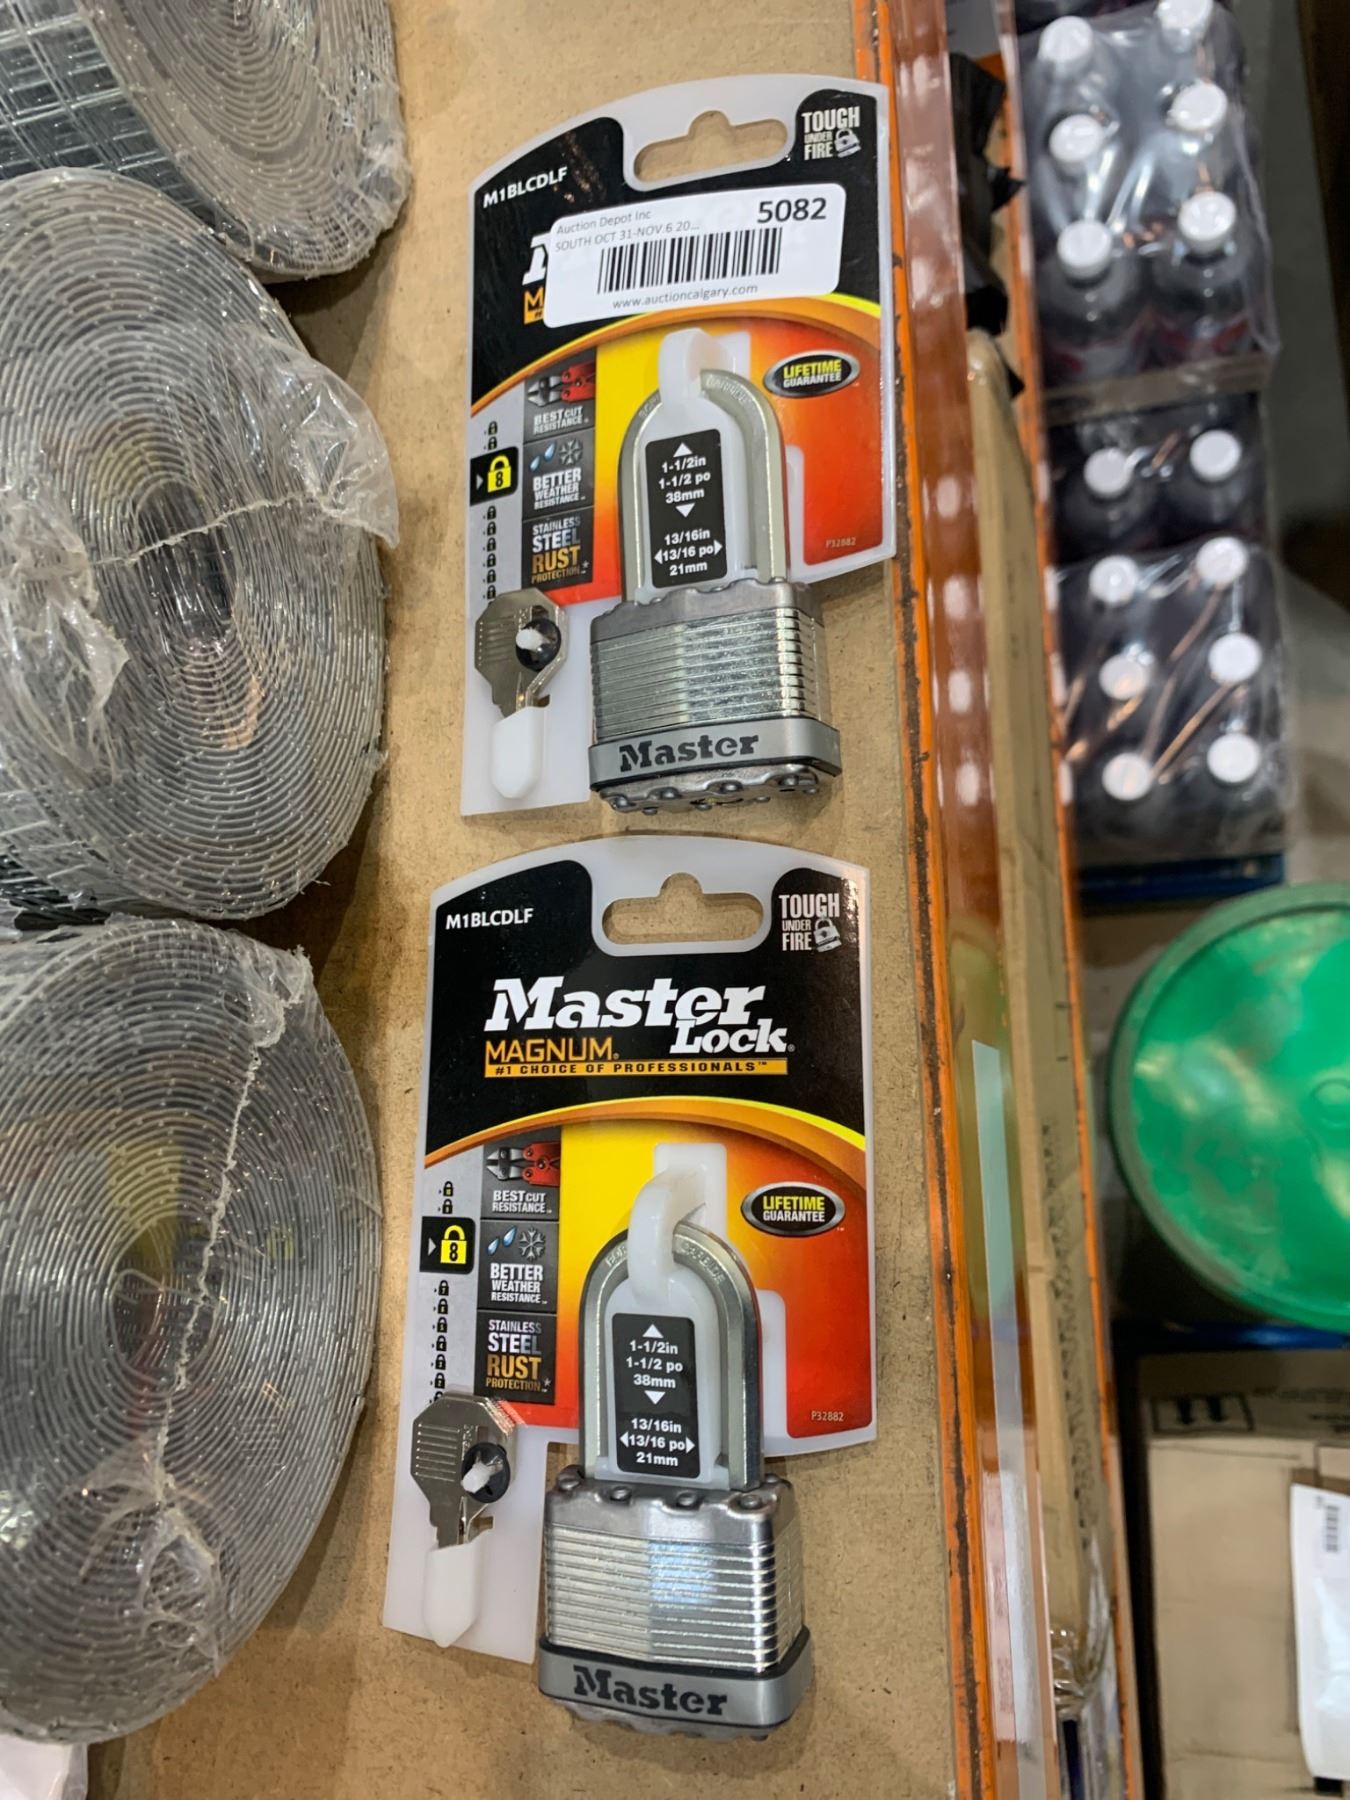 M1BLCDLF
TOUGH
UNDER
FIRE
Auction Depot Inc
5082
SOUTH OCT 31-NOV.6 20...
www.auctioncalgary.com
LIFETIME
GUARANTEE
BEST CUT
RESISTANCE
8
BETTER
WEATHER
RESISTANCE
STAINLESS
STEEL
RUST
PROTECTION*
1-1/2in
1-1/2 po
38mm
13/16in
13/16 po
21mm
P32882
Master
M1BLCDLF
TOUGH
UNDER
FIRE
Master
Lock®
MAGNUM®
#1 CHOICE OF PROFESSIONALS™
LIFETIME
GUARANTEE
BEST CUT
RESISTANCE
8
BETTER
WEATHER
RESISTANCE
STAINLESS
STEEL
RUST
PROTECTION*
1-1/2in
1-1/2 po
38mm
13/16in
13/16 po
21mm
P32882
Master